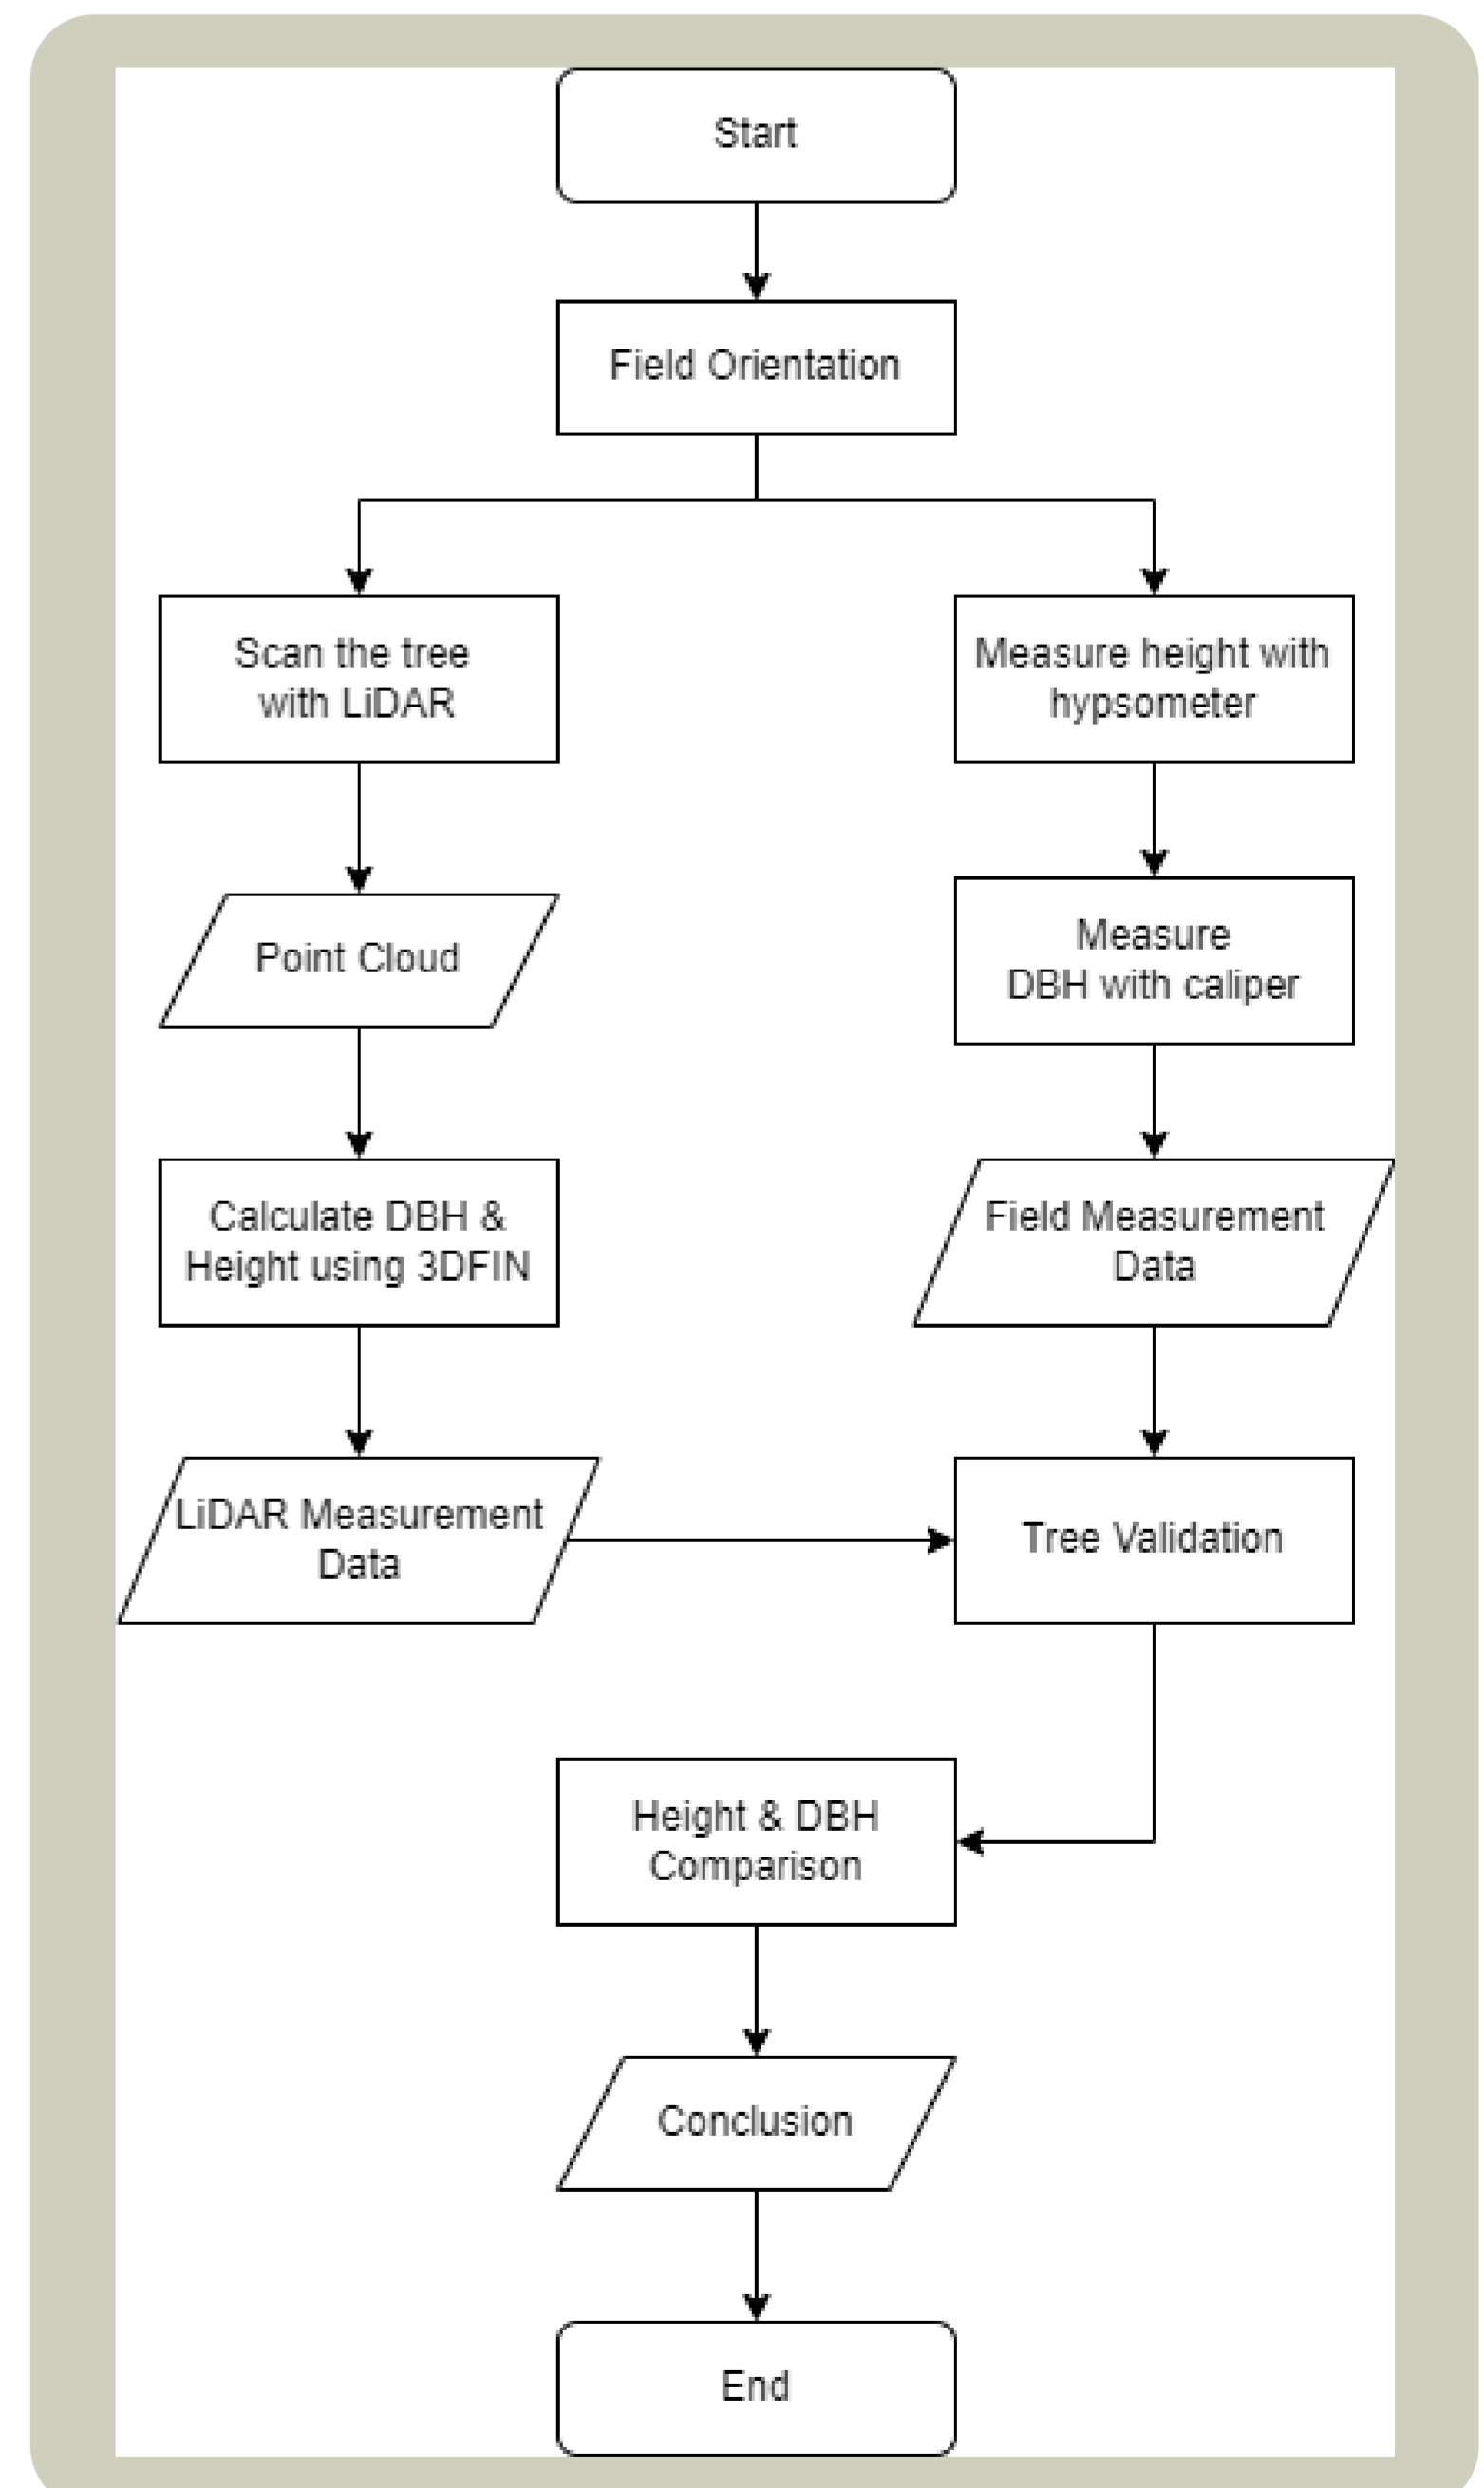 Start
Field Orientation
Scan the tree
with LiDAR
Measure height with
hypsometer
Point Cloud
Measure
DBH with caliper
Calculate DBH &
Height using 3DFIN
Field Measurement
Data
LiDAR Measurement
Data
Tree Validation
Height & DBH
Comparison
Conclusion
End